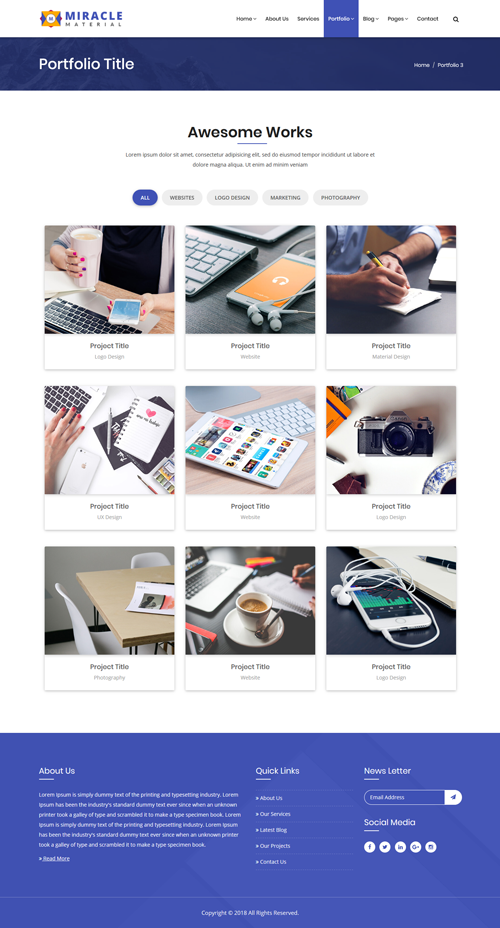 MIRACLE
MATERIAL
Home About Us Services Portfolio Blog Pages Contact
Portfolio Title
Home / Portfolio 3
Awesome Works
Lorem ipsum dolor sit amet, consectetur adipisicing elit, sed do eiusmod tempor incididunt ut labore et
dolore magna aliqua. Ut enim ad minim veniam
ALL WEBSITES LOGO DESIGN MARKETING PHOTOGRAPHY
Project Title Project Title Project Title
Logo Design Website Material Design
Project Title Project Title Project Title
UX Design Website Logo Design
Project Title Project Title Project Title
Photography Website Logo Design
About Us
Lorem Ipsum is simply dummy text of the printing and typesetting industry. Lorem
Ipsum has been the industry's standard dummy text ever since when an unknown
printer took a galley of type and scrambled it to make a type specimen book.
Lorem Ipsum is simply dummy text of the printing and typesetting industry. Lorem Ipsum
has been the industry's standard dummy text ever since when an unknown printer
took a galley of type and scrambled it to make a type specimen book.
» Read More
Quick Links
» About Us
» Our Services
» Latest Blog
» Our Projects
» Contact Us
News Letter
Email Address
Social Media
Copyright © 2018 All Rights Reserved.